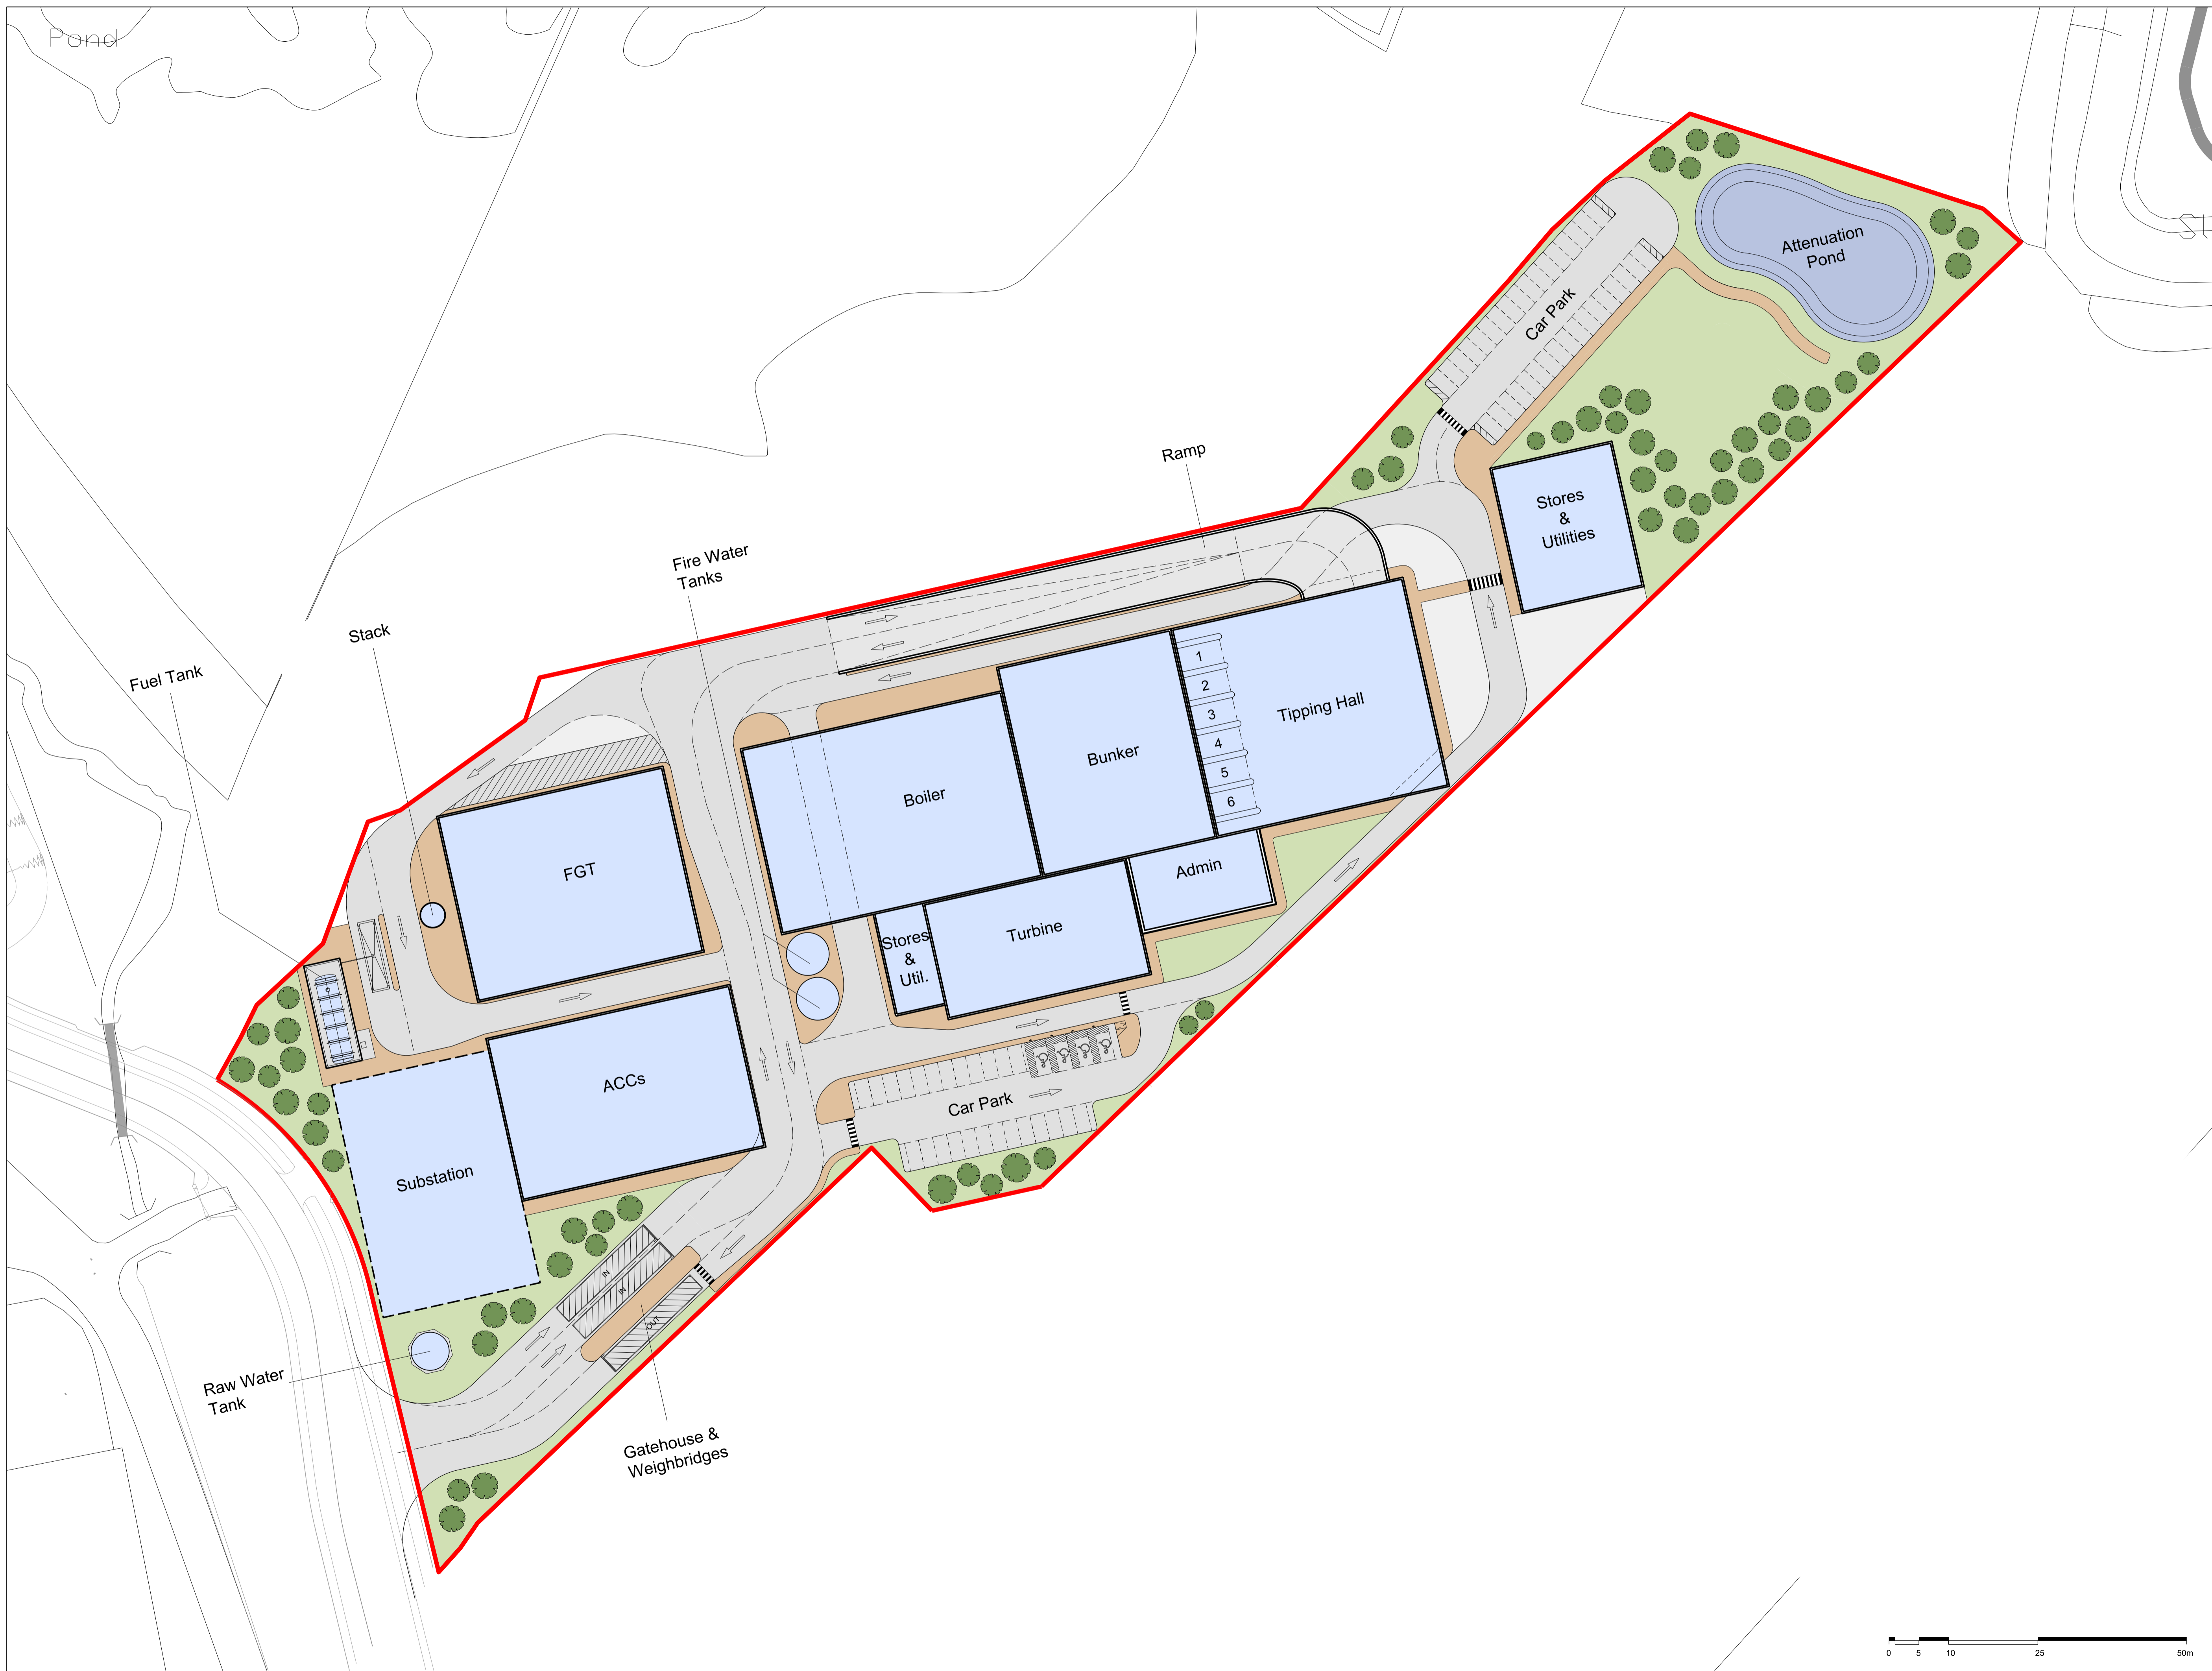 Pond
St
Attenuation
Pond
Car Park
Ramp
Stores
&
Utilities
Fire Water
Tanks
Stack
Fuel Tank
1
2
3
4
5
6
Tipping Hall
Bunker
Boiler
FGT
Admin
Turbine
Stores
&
Util.
ACCs
Car Park
Substation
IN
IN
OUT
Raw Water
Tank
Gatehouse &
Weighbridges
0 5 10 25 50m